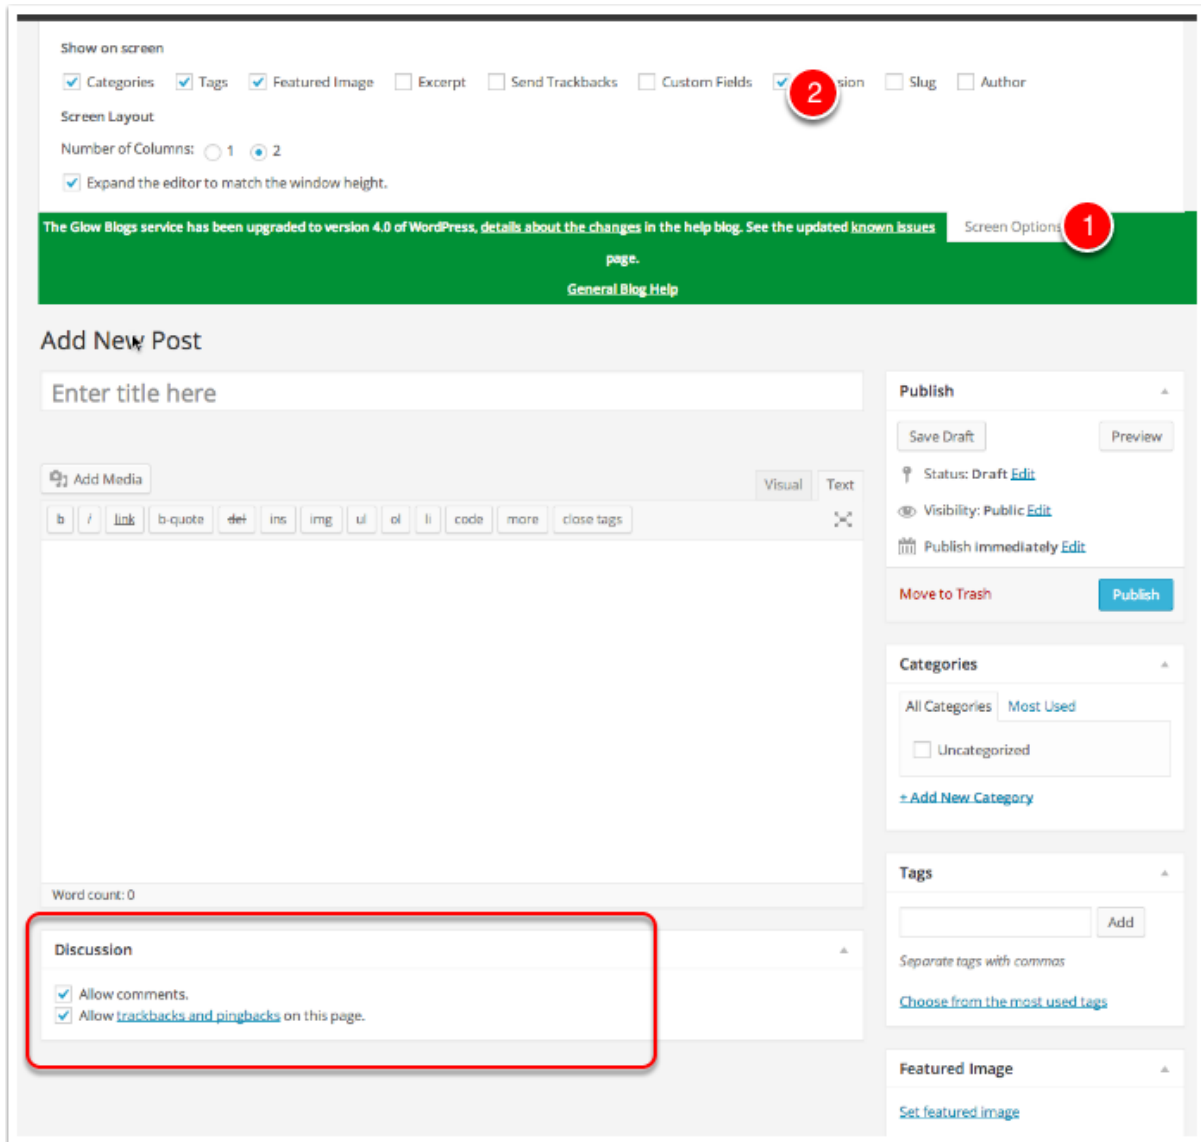 Show on screen
Categories Tags Featured Image Excerpt Send Trackbacks Custom Fields sion Slug Author
2
Screen Layout
Number of Columns: 1 2
Expand the editor to match the window height.
The Glow Blogs service has been upgraded to version 4.0 of WordPress, details about the changes in the help blog. See the updated known issues
page.
General Blog Help
Screen Options
1
Add New Post
Enter title here
Add Media
Visual Text
b i link b-quote del ins img ul ol li code more close tags
Word count: 0
Discussion
Allow comments.
Allow trackbacks and pingbacks on this page.
Publish
Save Draft Preview
Status: Draft Edit
Visibility: Public Edit
Publish immediately Edit
Move to Trash Publish
Categories
All Categories Most Used
Uncategorized
+ Add New Category
Tags
Add
Separate tags with commas
Choose from the most used tags
Featured Image
Set featured image